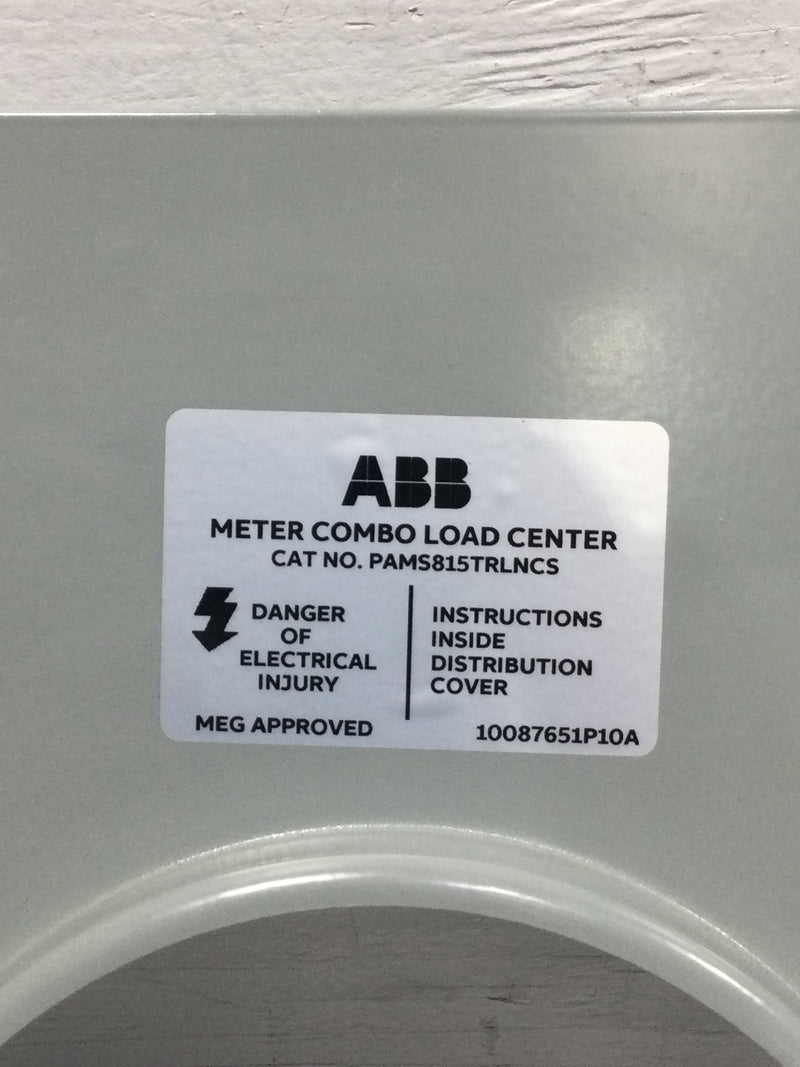 ABB
METER COMBO LOAD CENTER
CAT NO. PAMS815TRLNCS
DANGER
OF
ELECTRICAL
INJURY
INSTRUCTIONS
INSIDE
DISTRIBUTION
COVER
MEG APPROVED
10087651P10A